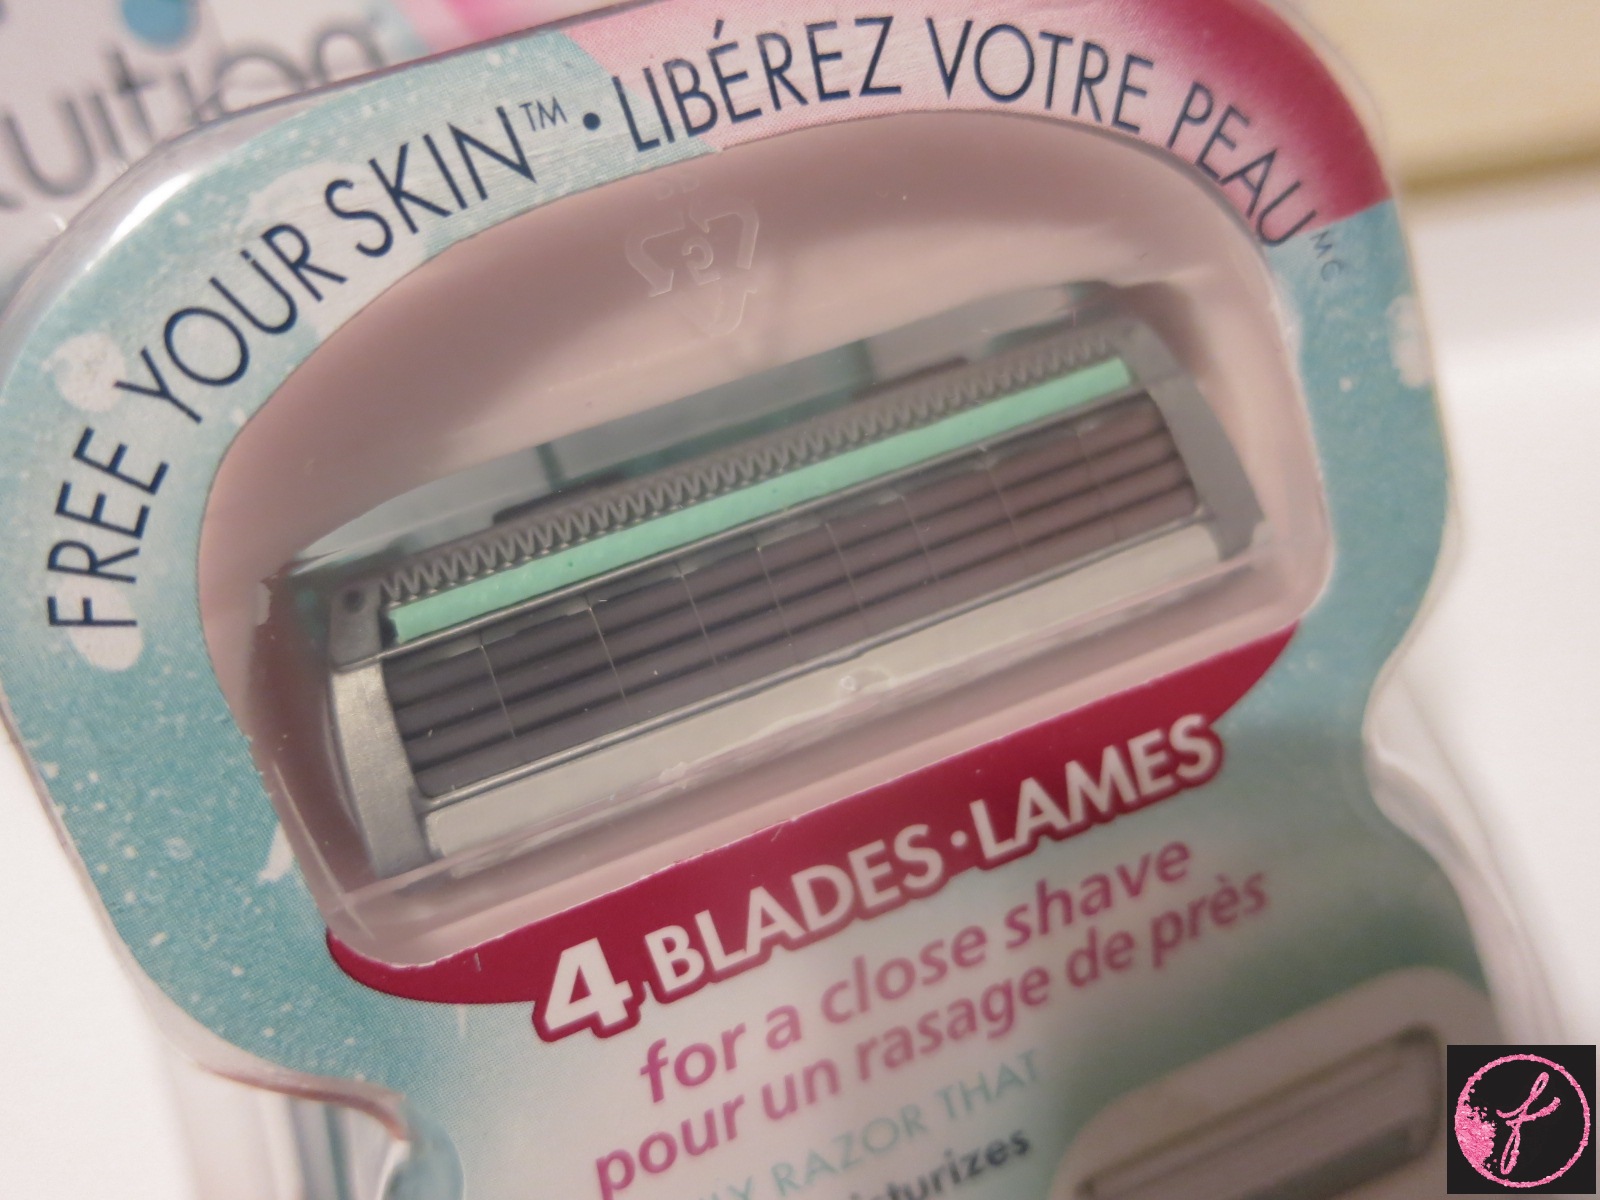 FREE YOUR SKIN™ • LIBÉREZ VOTRE PEAU MC
4 BLADES • LAMES
for a close shave
pour un rasage de près
RAZOR THAT